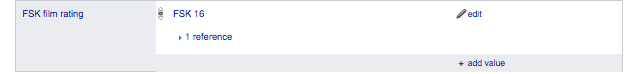 FSK film rating
FSK 16
edit
1 reference
+ add value